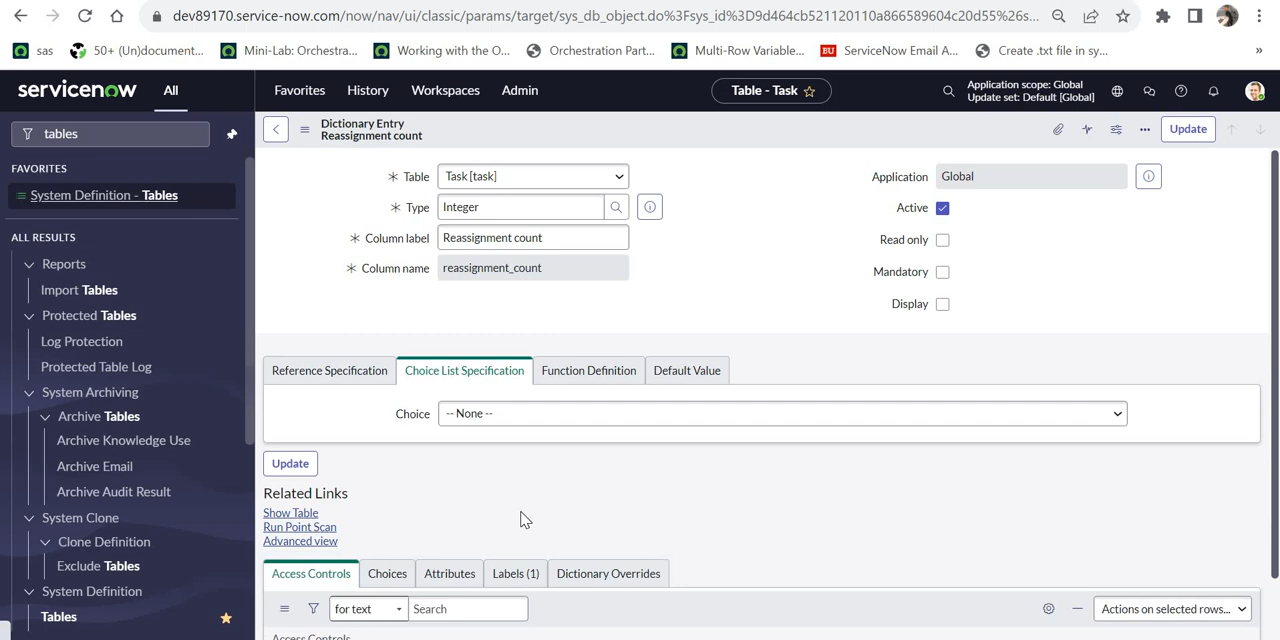 dev89170.service-now.com/now/nav/ui/classic/params/target/sys_db_object.do%3Fsys_id%3D9d464cb521120110a866589604c20d55%26s...
sas
50+ (Un)document...
Mini-Lab: Orchestra...
Working with the O...
Orchestration Part...
Multi-Row Variable...
BU
ServiceNow Email A...
Create .txt file in sy...
»
servicenow
All
Favorites
History
Workspaces
Admin
Table - Task
Application scope: Global
Update set: Default [Global]
tables
FAVORITES
System Definition - Tables
ALL RESULTS
Reports
Import Tables
Protected Tables
Log Protection
Protected Table Log
System Archiving
Archive Tables
Archive Knowledge Use
Archive Email
Archive Audit Result
System Clone
Clone Definition
Exclude Tables
System Definition
Tables
Dictionary Entry
Reassignment count
Update
Table
Task [task]
Type
Integer
Column label
Reassignment count
Column name
reassignment_count
Application
Global
Active
Read only
Mandatory
Display
Reference Specification
Choice List Specification
Function Definition
Default Value
Choice
-- None --
Update
Related Links
Show Table
Run Point Scan
Advanced view
Access Controls
Choices
Attributes
Labels (1)
Dictionary Overrides
for text
Search
Actions on selected rows...
Access Controls